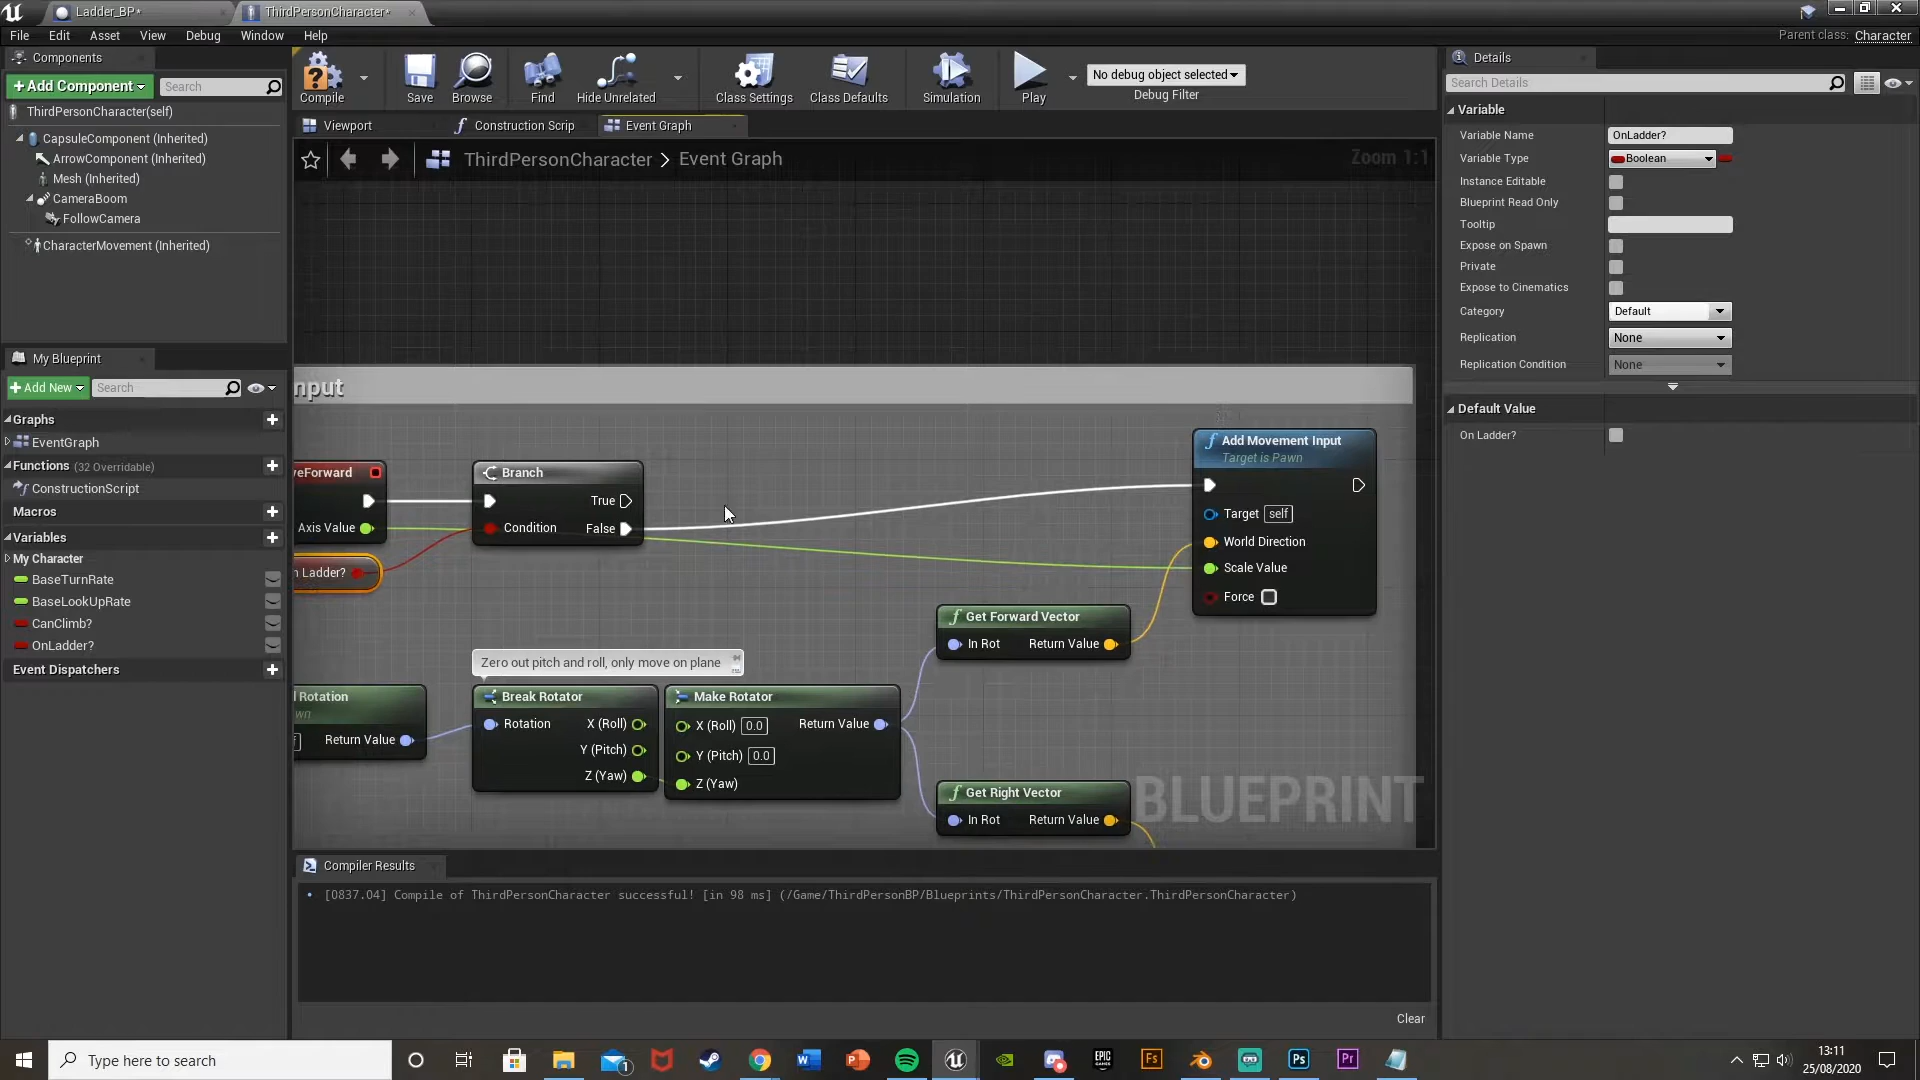 Ladder_BP*
ThirdPersonCharacter*
File Edit Asset View Debug Window Help
Parent class: Character
Components
+Add Component
Search
ThirdPersonCharacter(self)
CapsuleComponent (Inherited)
ArrowComponent (Inherited)
Mesh (Inherited)
CameraBoom
FollowCamera
CharacterMovement (Inherited)
Compile
Save
Browse
Find
Hide Unrelated
Class Settings
Class Defaults
Simulation
Play
No debug object selected
Debug Filter
Viewport
Construction Scrip
Event Graph
ThirdPersonCharacter > Event Graph
Zoom 1:1
My Blueprint
+Add New
Search
Graphs
EventGraph
Functions (32 Overridable)
ConstructionScript
Macros
Variables
My Character
BaseTurnRate
BaseLookUpRate
CanClimb?
OnLadder?
Event Dispatchers
nput
veForward
Axis Value
n Ladder?
Branch
True
Condition
False
Add Movement Input
Target is Pawn
Target self
World Direction
Scale Value
Force
Get Forward Vector
In Rot
Return Value
Zero out pitch and roll, only move on plane
l Rotation
wn
Return Value
Break Rotator
Rotation
X (Roll)
Y (Pitch)
Z (Yaw)
Make Rotator
X (Roll) 0.0
Return Value
Y (Pitch) 0.0
Z (Yaw)
Get Right Vector
In Rot
Return Value
BLUEPRINT
Compiler Results
[0837.04] Compile of ThirdPersonCharacter successful! [in 98 ms] (/Game/ThirdPersonBP/Blueprints/ThirdPersonCharacter.ThirdPersonCharacter)
Clear
Details
Search Details
Variable
Variable Name OnLadder?
Variable Type Boolean
Instance Editable
Blueprint Read Only
Tooltip
Expose on Spawn
Private
Expose to Cinematics
Category Default
Replication None
Replication Condition None
Default Value
On Ladder?
Type here to search
1
W
P
EPIC
GAMES
Fs
Ps
Pr
13:11
25/08/2020